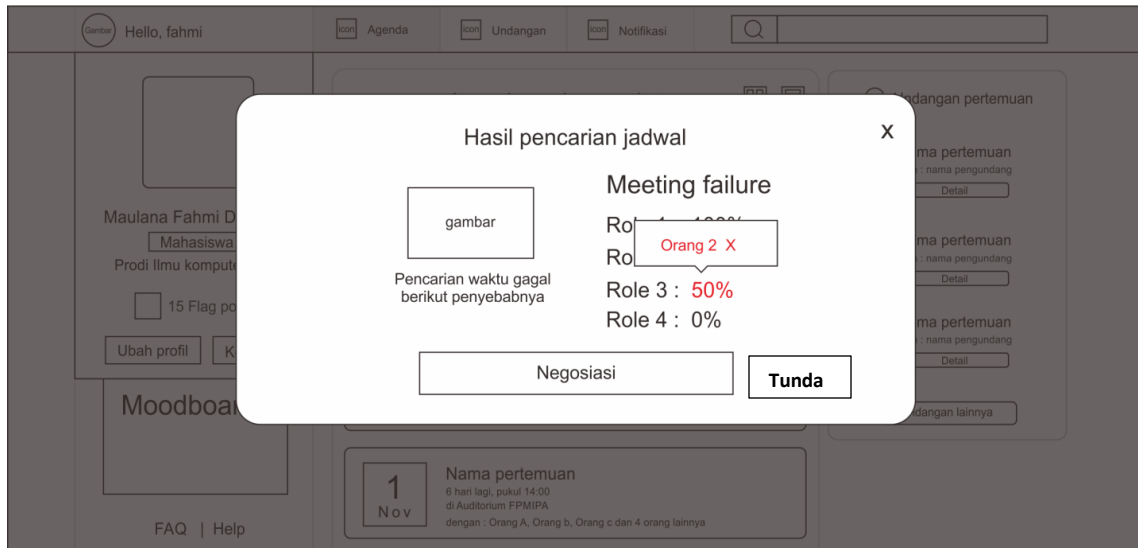 Gambar Hello, fahmi
icon Agenda
icon Undangan
icon Notifikasi
Maulana Fahmi D
Mahasiswa
Prodi Ilmu kompute
15 Flag po
Ubah profil
K
Moodboa
FAQ | Help
Hasil pencarian jadwal
X
gambar
Pencarian waktu gagal
berikut penyebabnya
Meeting failure
Orang 2 X
Role 3 : 50%
Role 4 : 0%
Negosiasi
Tunda
1
Nov
Nama pertemuan
6 hari lagi, pukul 14:00
di Auditorium FPMIPA
dengan : Orang A, Orang b, Orang c dan 4 orang lainnya
ndangan pertemuan
ma pertemuan
: nama pengundang
Detail
ma pertemuan
: nama pengundang
Detail
ma pertemuan
: nama pengundang
Detail
dangan lainnya